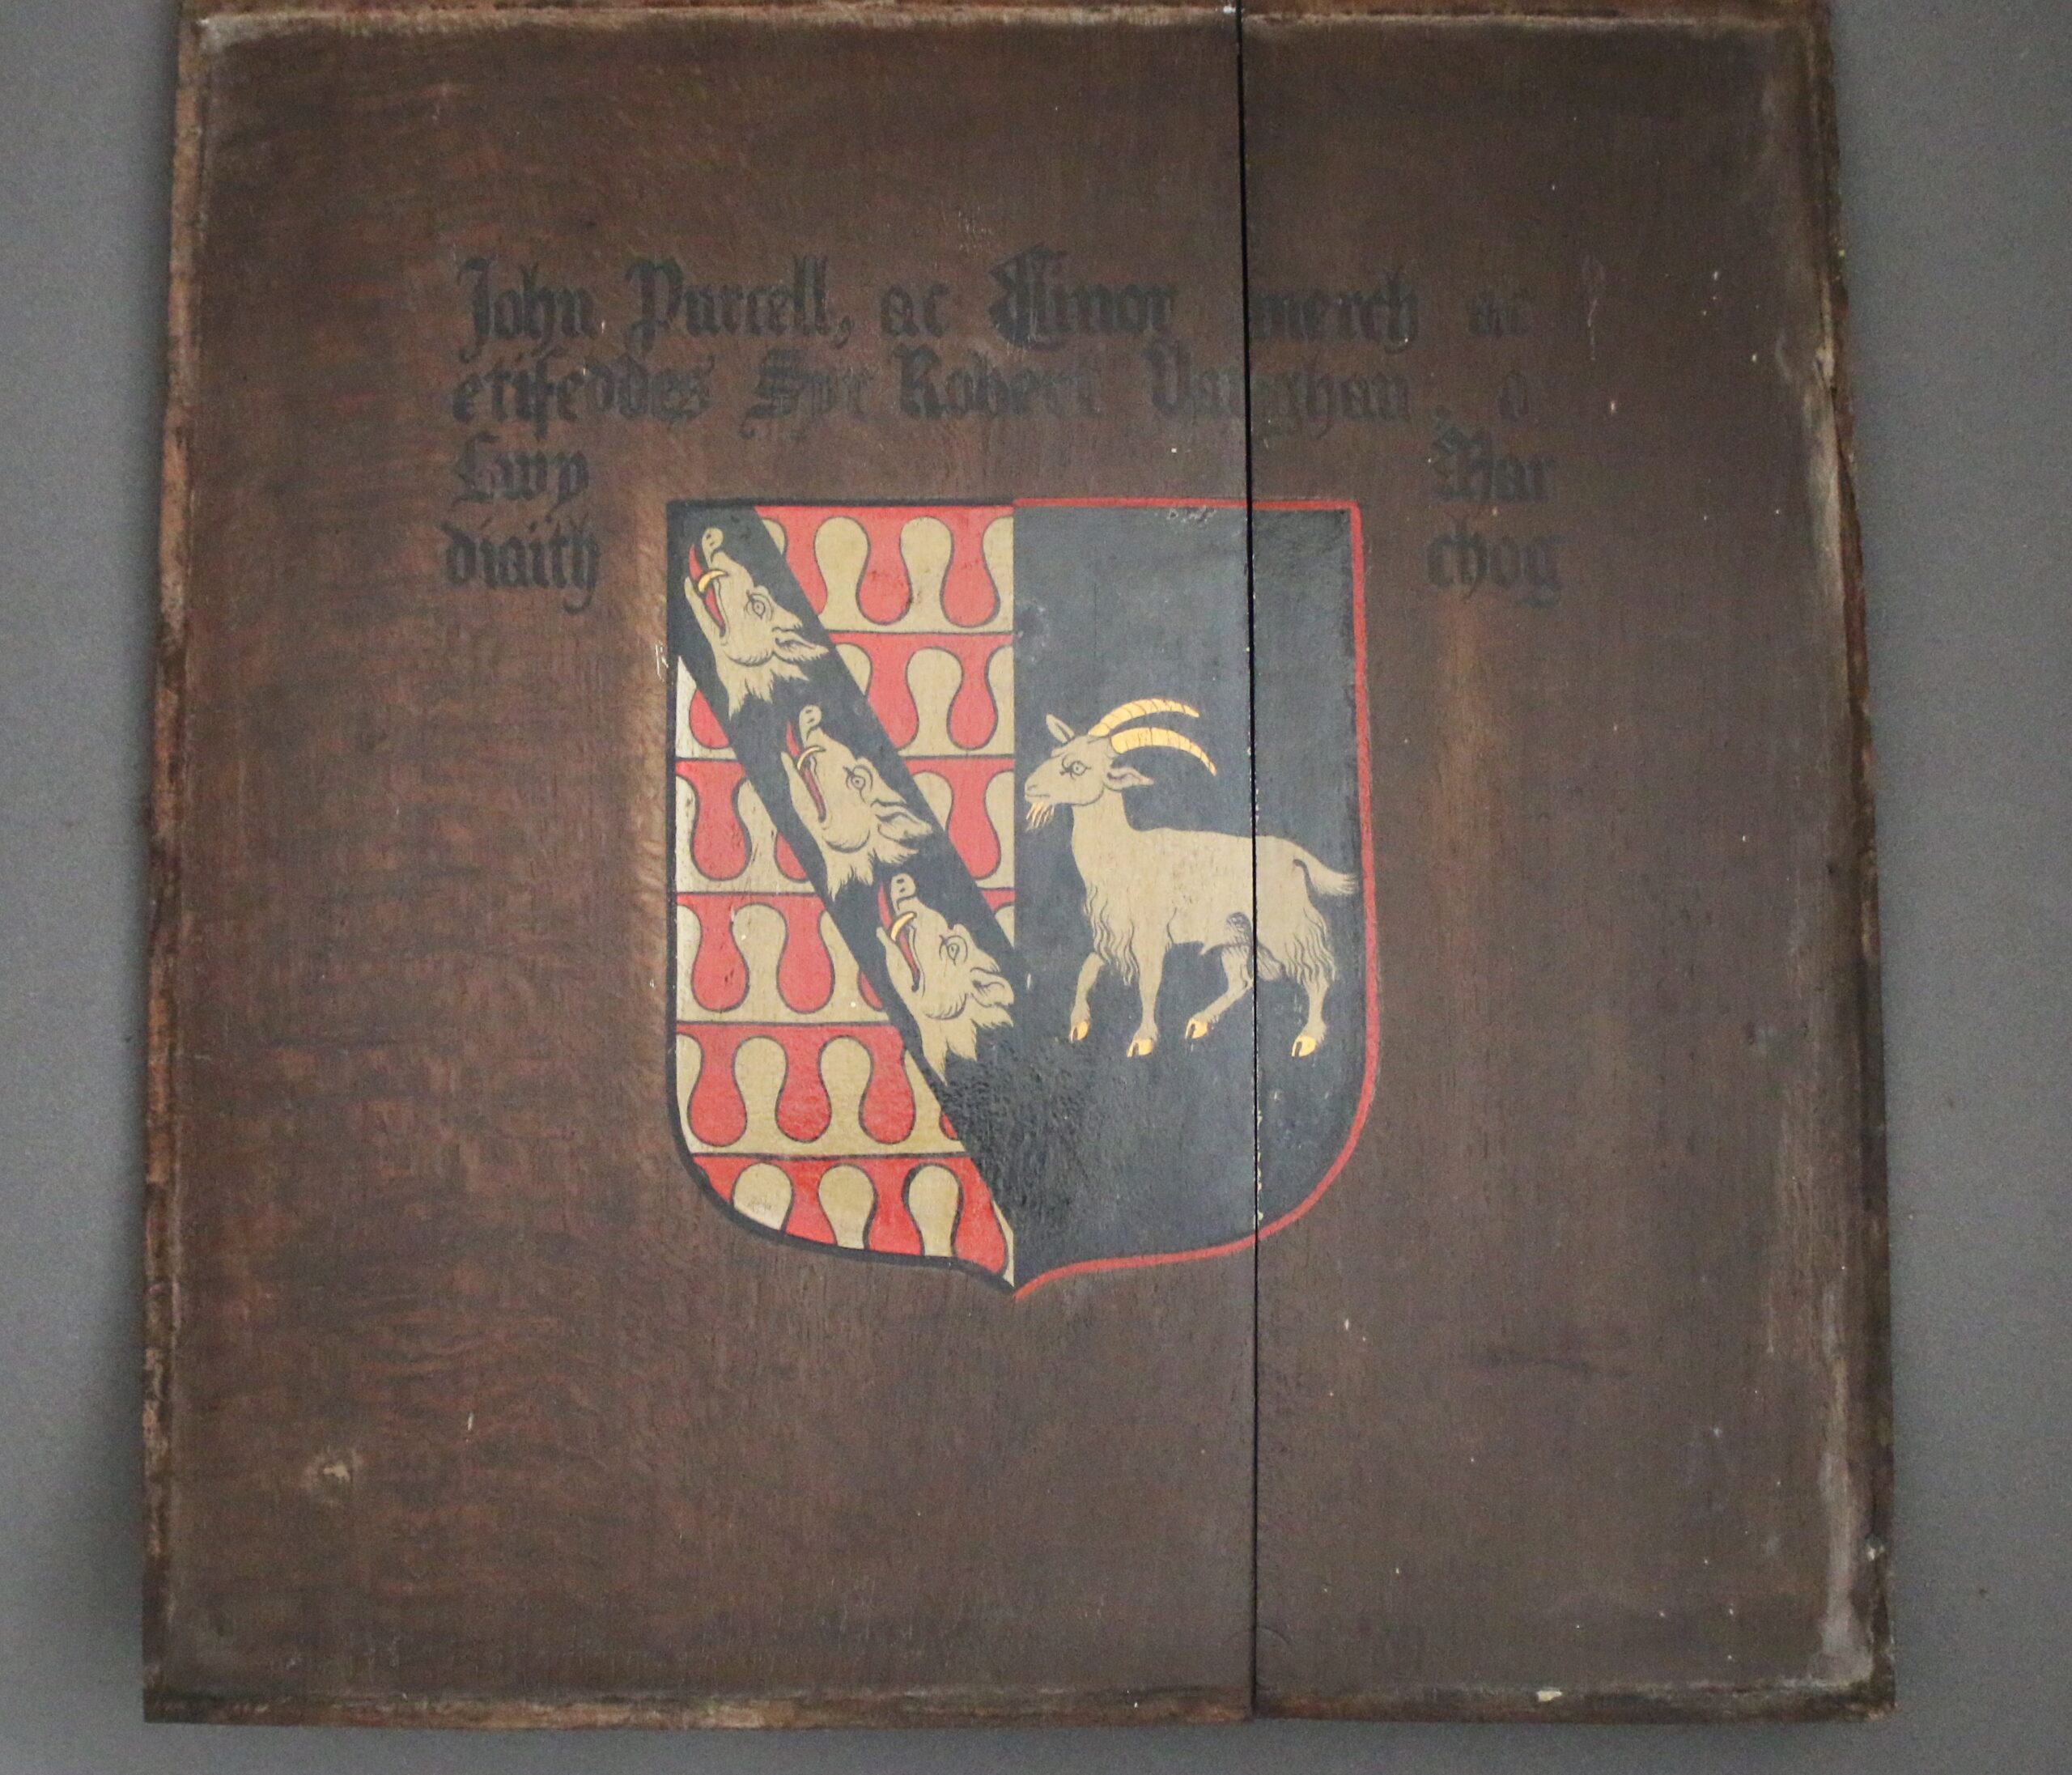 John Purcell, ac Elinor merch ac
etifeddes Syr Robert Vaughan, o
Lwy Mar
diaith chog